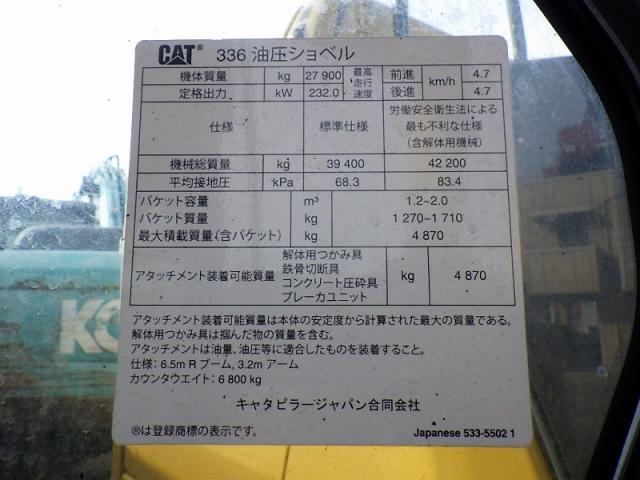 CAT® 336 油圧ショベル
機体質量 kg 27 900 最高走行速度 前進 km/h 4.7
定格出力 kW 232.0 後進 4.7
仕様 標準仕様 労働安全衛生法による最も不利な仕様(含解体用機械)
機械総質量 kg 39 400 42 200
平均接地圧 kPa 68.3 83.4
バケット容量 m³ 1.2~2.0
バケット質量 kg 1 270~1 710
最大積載質量(含バケット) kg 4 870
アタッチメント装着可能質量 解体用つかみ具 kg 4 870
鉄骨切断具
コンクリート圧砕具
ブレーカユニット
アタッチメント装着可能質量は本体の安定度から計算された最大の質量である。
解体用つかみ具は掴んだ物の質量を含む。
アタッチメントは油量、油圧等に適合したものを装着すること。
仕様: 6.5m R ブーム, 3.2m アーム
カウンタウエイト: 6 800 kg
キャタピラージャパン合同会社
®は登録商標の表示です。 Japanese 533-5502 1
KO